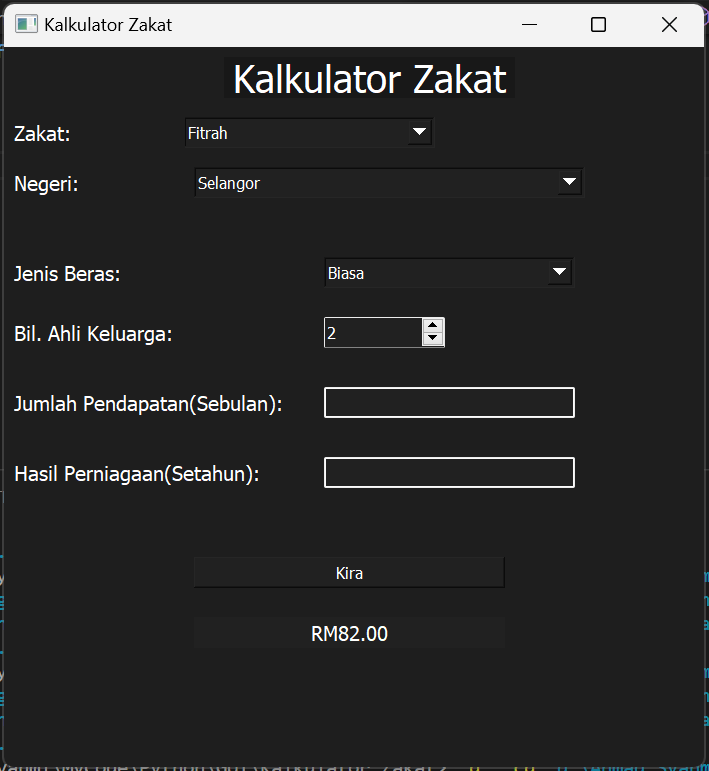 Kalkulator Zakat
Kalkulator Zakat
Zakat: Fitrah
Negeri: Selangor
Jenis Beras: Biasa
Bil. Ahli Keluarga: 2
Jumlah Pendapatan(Sebulan):
Hasil Perniagaan(Setahun):
Kira
RM82.00